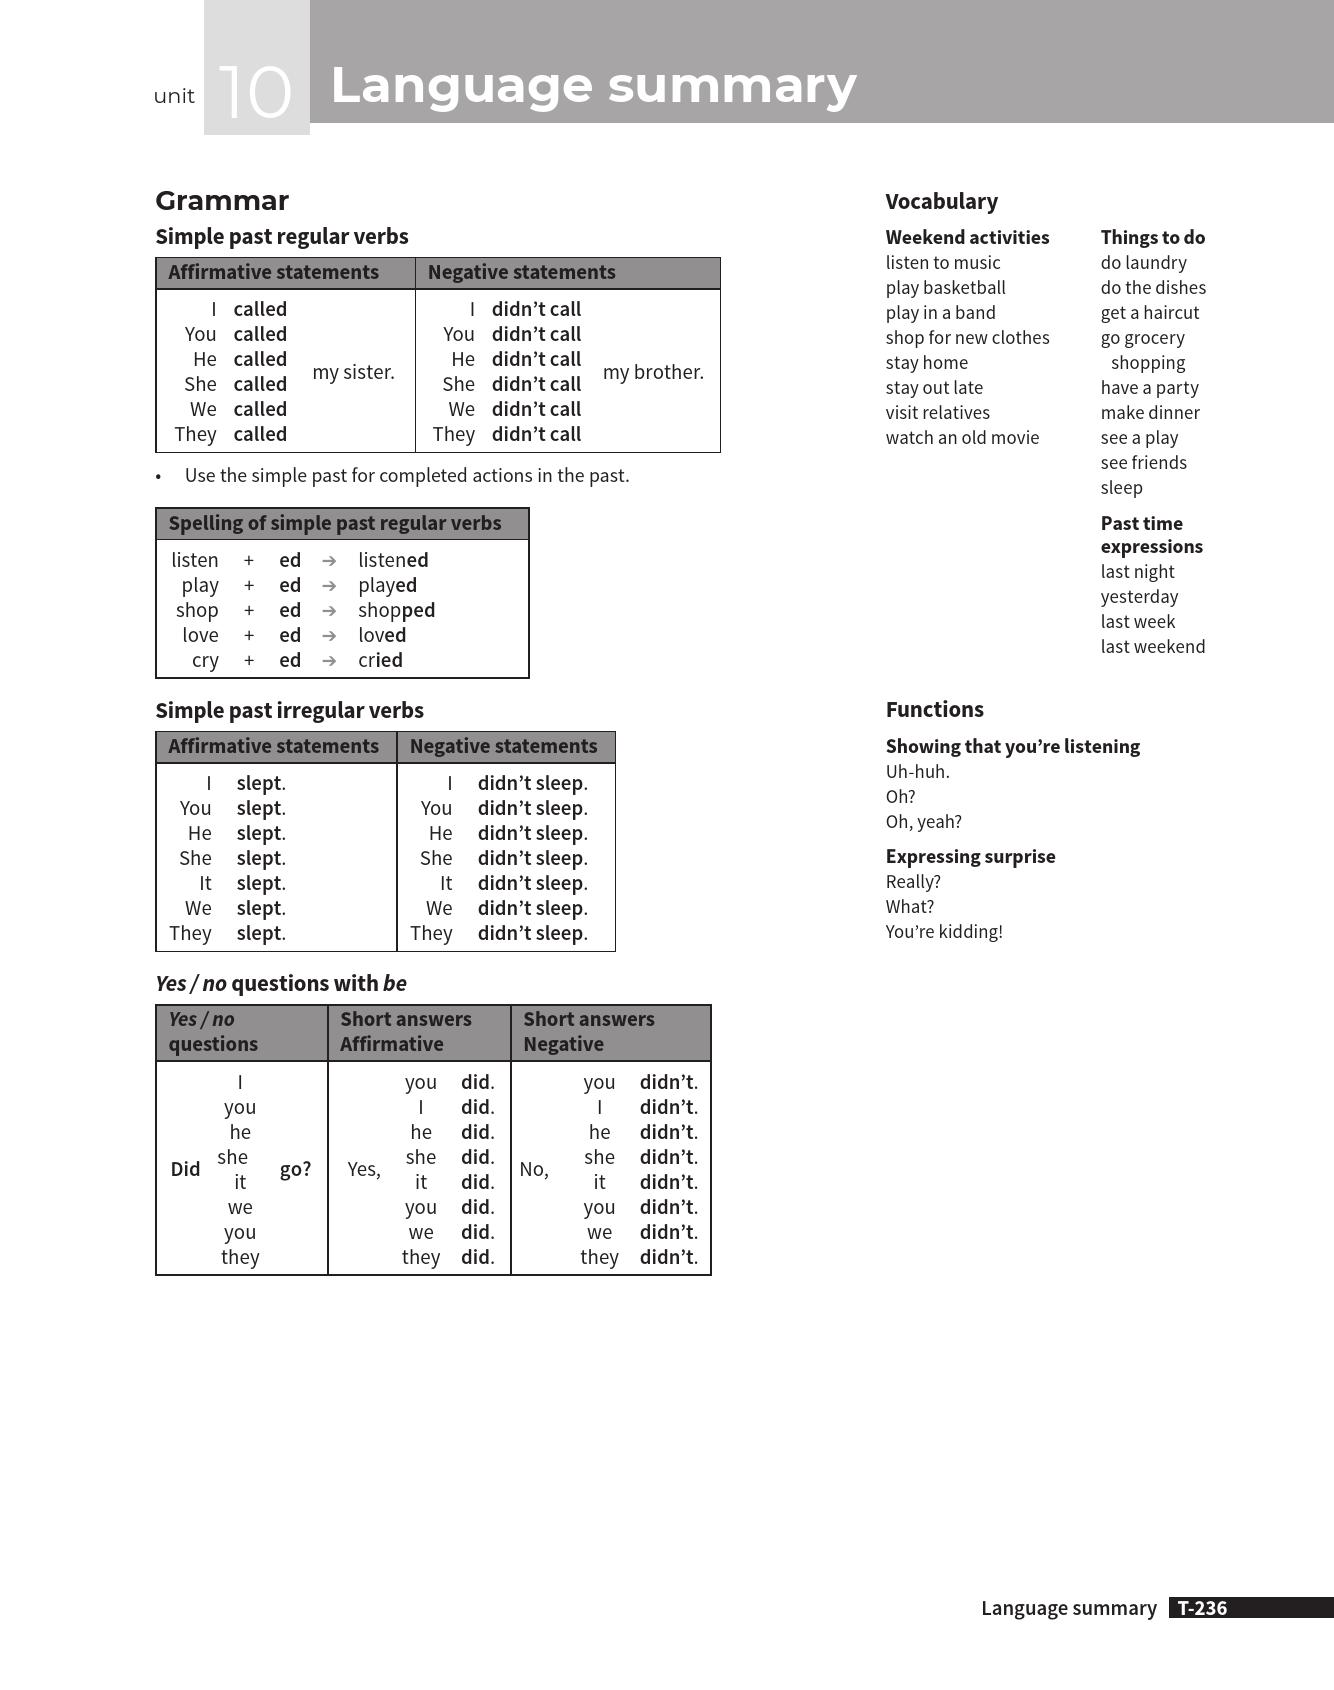 unit 10 Language summary
Grammar
Simple past regular verbs
Affirmative statements Negative statements
I called I didn't call
You called You didn't call
He called He didn't call
my sister. my brother.
She called She didn't call
We called We didn't call
They called They didn't call
• Use the simple past for completed actions in the past.
Spelling of simple past regular verbs
listen + ed → listened
play + ed → played
shop + ed → shopped
love + ed → loved
cry + ed → cried
Simple past irregular verbs
Affirmative statements Negative statements
I slept. I didn't sleep.
You slept. You didn't sleep.
He slept. He didn't sleep.
She slept. She didn't sleep.
It slept. It didn't sleep.
We slept. We didn't sleep.
They slept. They didn't sleep.
Yes / no questions with be
Yes / no Short answers Short answers
questions Affirmative Negative
I you did. you didn't.
you I did. I didn't.
he he did. he didn't.
she she did. she didn't.
Did go? Yes, No,
it it did. it didn't.
we you did. you didn't.
you we did. we didn't.
they they did. they didn't.
Vocabulary
Weekend activities
listen to music
play basketball
play in a band
shop for new clothes
stay home
stay out late
visit relatives
watch an old movie
Things to do
do laundry
do the dishes
get a haircut
go grocery
shopping
have a party
make dinner
see a play
see friends
sleep
Past time
expressions
last night
yesterday
last week
last weekend
Functions
Showing that you're listening
Uh-huh.
Oh?
Oh, yeah?
Expressing surprise
Really?
What?
You're kidding!
Language summary T-236